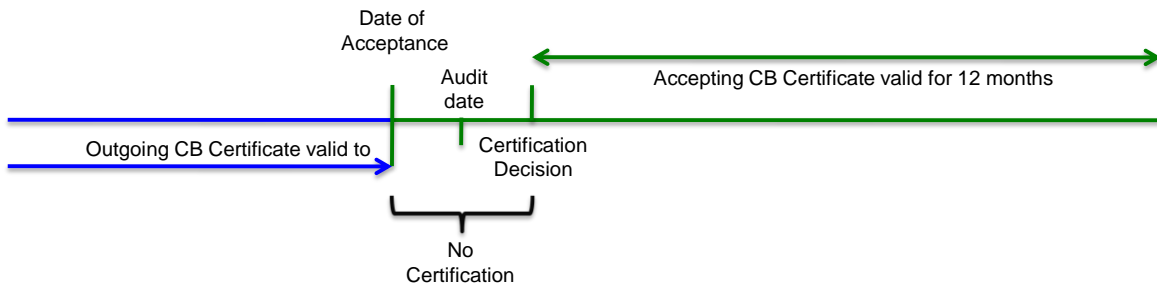 Date of
Acceptance
Audit
date
Accepting CB Certificate valid for 12 months
Outgoing CB Certificate valid to
Certification
Decision
No
Certification